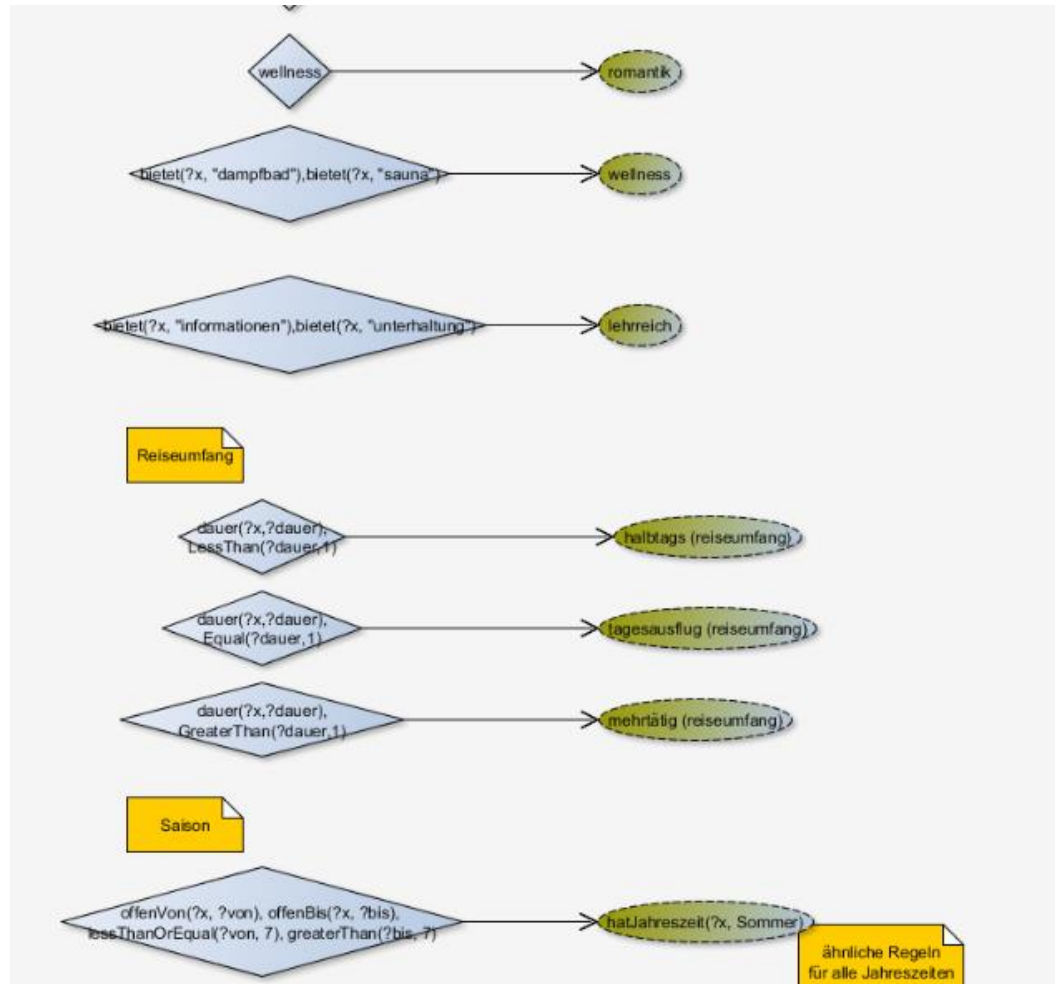 wellness
romantik
bietet(?x, "dampfbad"),bietet(?x, "sauna")
wellness
bietet(?x, "informationen"),bietet(?x, "unterhaltung")
lehrreich
Reiseumfang
dauer(?x,?dauer),
LessThan(?dauer,1)
halbtags (reiseumfang)
dauer(?x,?dauer),
Equal(?dauer,1)
tagesausflug (reiseumfang)
dauer(?x,?dauer),
GreaterThan(?dauer,1)
mehrtätig (reiseumfang)
Saison
offenVon(?x, ?von), offenBis(?x, ?bis),
lessThanOrEqual(?von, 7), greaterThan(?bis, 7)
hatJahreszeit(?x, Sommer)
ähnliche Regeln
für alle Jahreszeiten